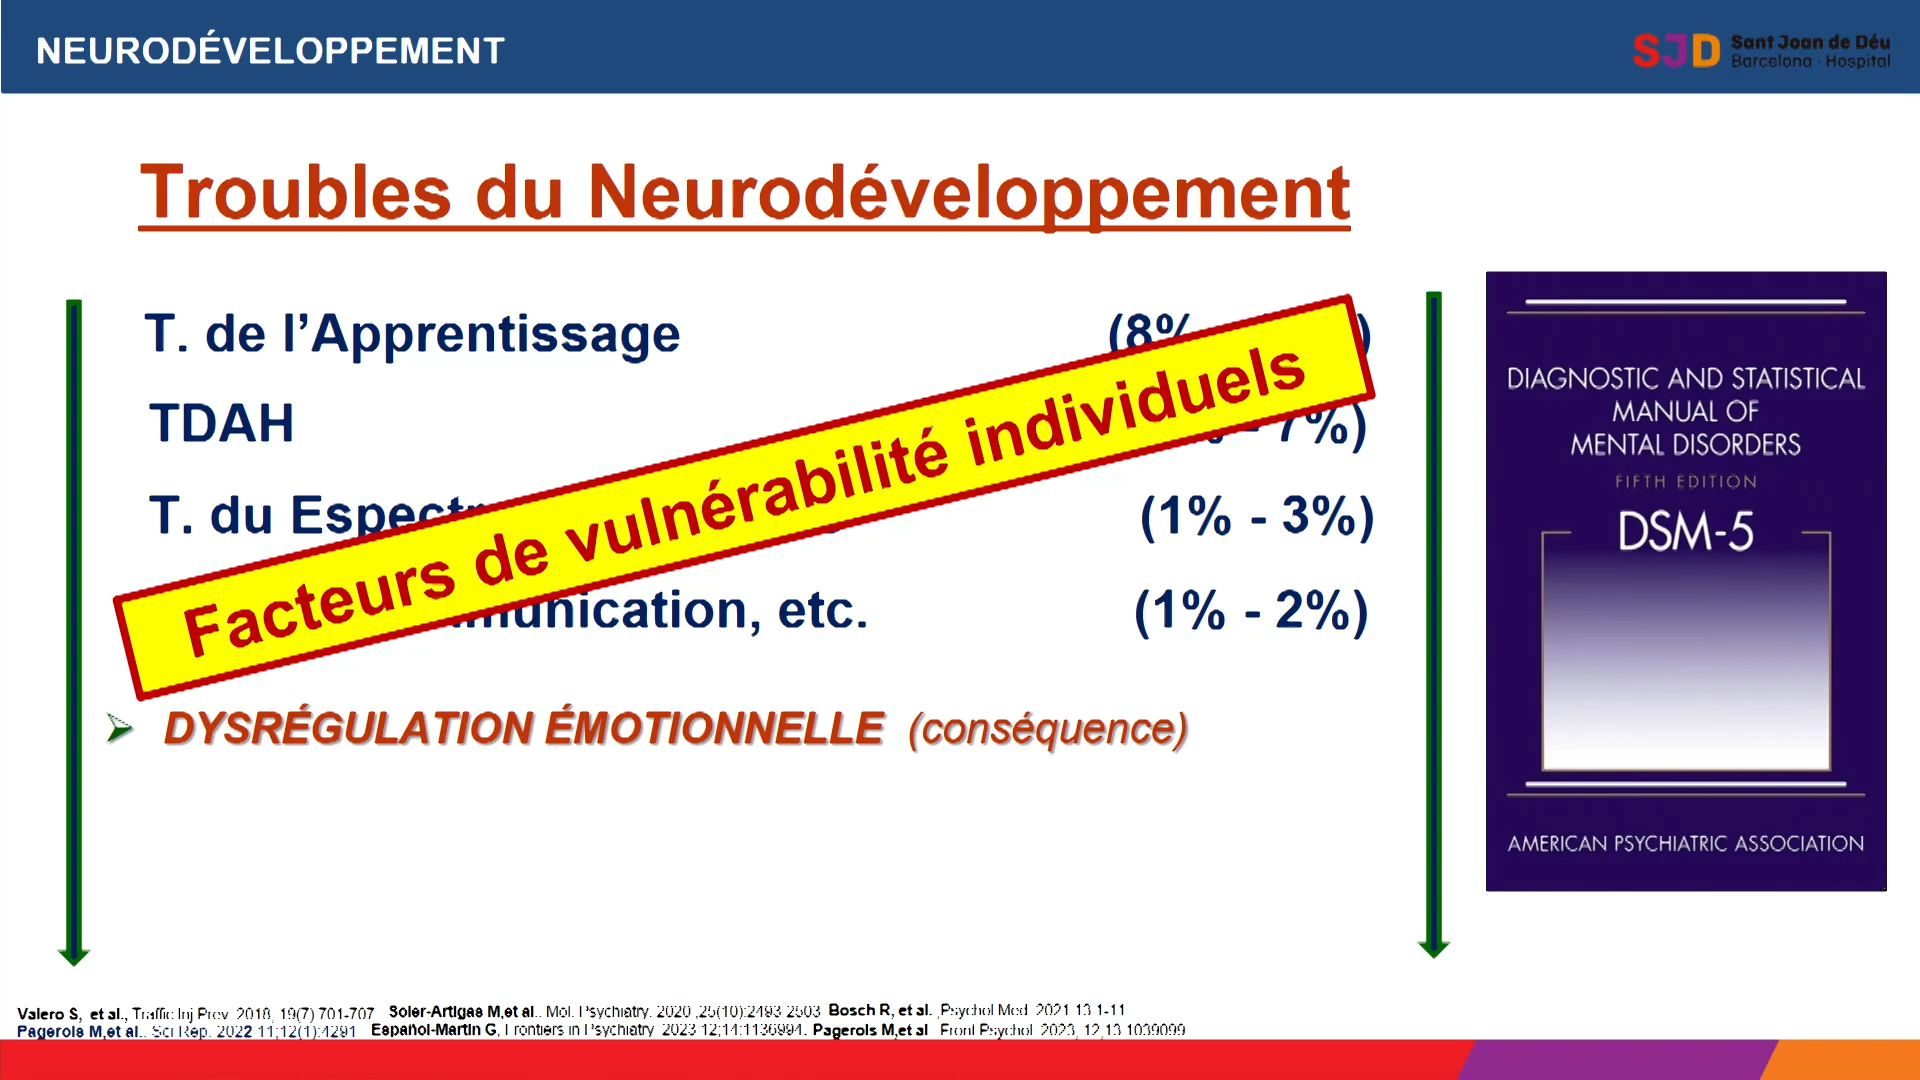 NEURODÉVELOPPEMENT
SJD Sant Joan de Déu
Barcelona · Hospital
Troubles du Neurodéveloppement
T. de l’Apprentissage (8%
TDAH - 7%)
T. du (1% - 3%)
etc. (1% - 2%)
Facteurs de vulnérabilité individuels
DYSRÉGULATION ÉMOTIONNELLE (conséquence)
DIAGNOSTIC AND STATISTICAL
MANUAL OF
MENTAL DISORDERS
FIFTH EDITION
DSM-5
AMERICAN PSYCHIATRIC ASSOCIATION
Valero S, et al., Traffic Inj Prev. 2018, 19(7) 701-707 Soler-Artigas M,et al.. Mol. Psychiatry. 2020 ,25(10):2493-2503 Bosch R, et al. ,Psychol Med. 2021 13 1-11
Pagerols M,et al.. Sci Rep. 2022 11;12(1):4291 Español-Martin G, Frontiers in Psychiatry. 2023 12;14:1136994. Pagerols M,et al Front Psychol. 2023, 12,13 1039099